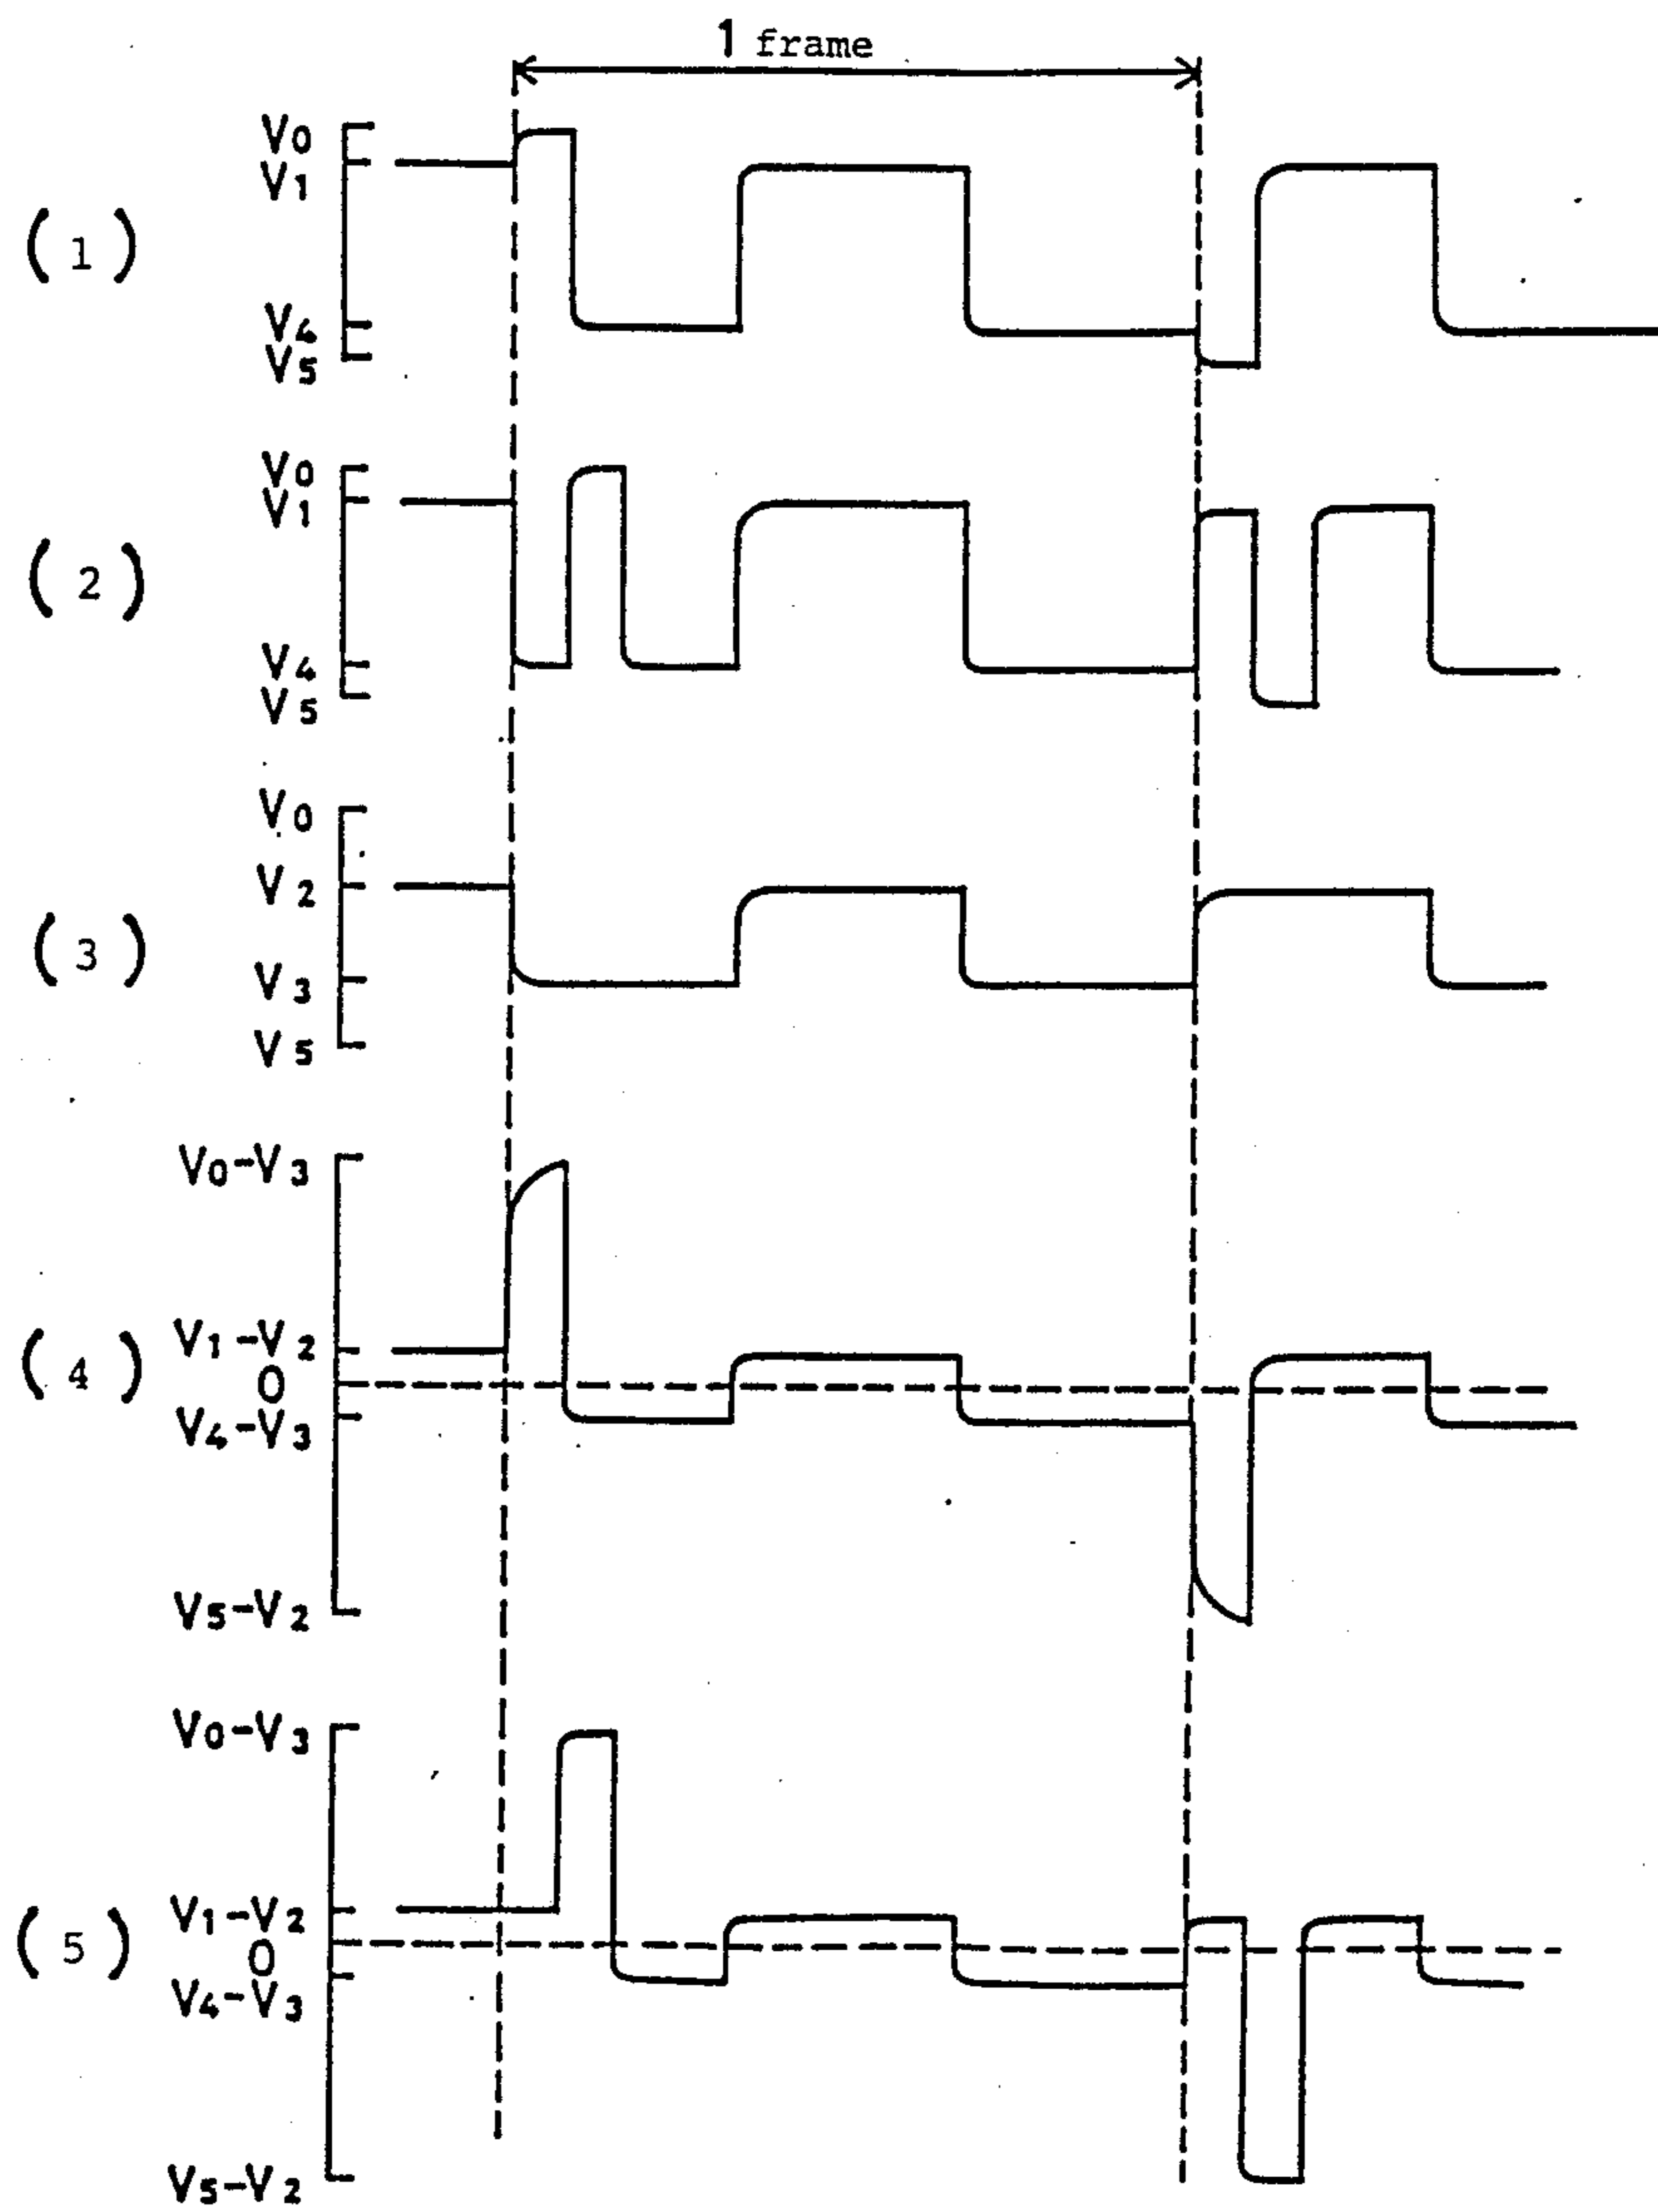 1 frame
(1)
V0
V1
V4
V5
(2)
V0
V1
V4
V5
(3)
V0
V2
V3
V5
(4)
V0-V3
V1-V2
0
V4-V3
V5-V2
(5)
V0-V3
V1-V2
0
V4-V3
V5-V2